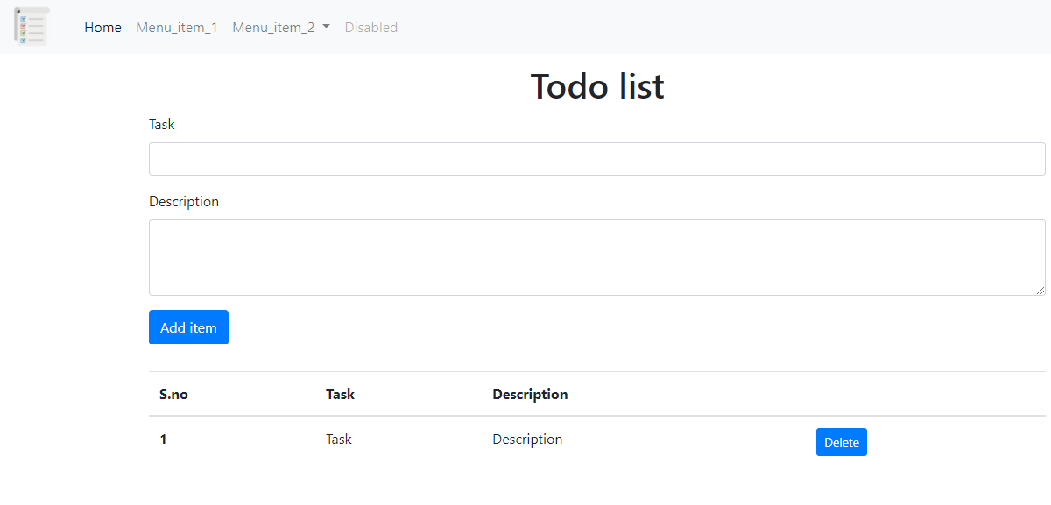 Home Menu_item_1 Menu_item_2 Disabled
Todo list
Task
Description
Add item
S.no Task Description
1 Task Description Delete